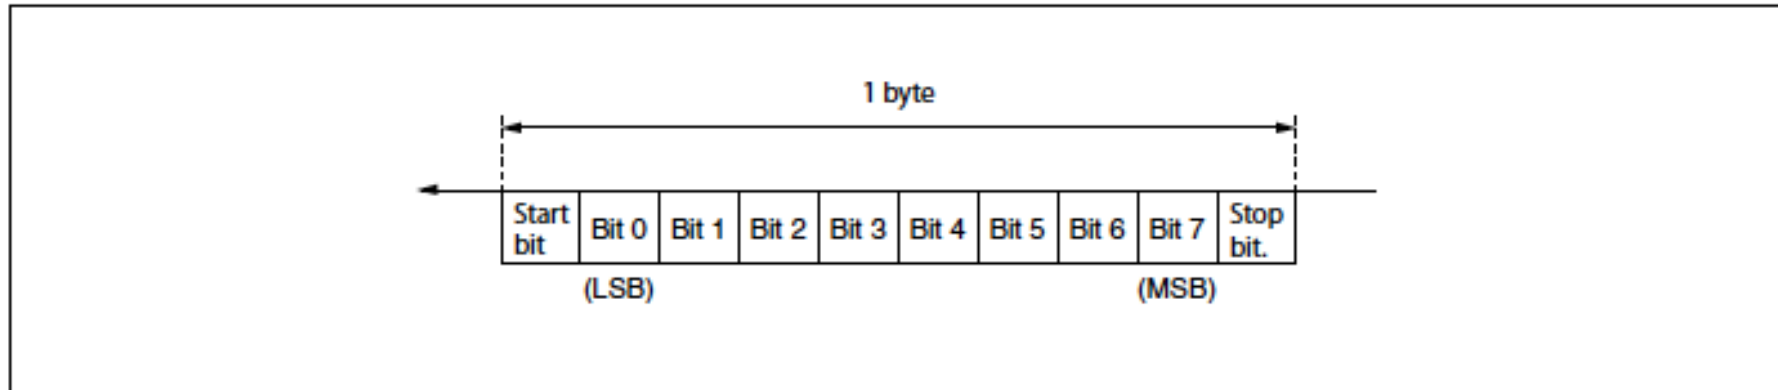 1 byte
Start bit Bit 0 Bit 1 Bit 2 Bit 3 Bit 4 Bit 5 Bit 6 Bit 7 Stop bit.
(LSB) (MSB)